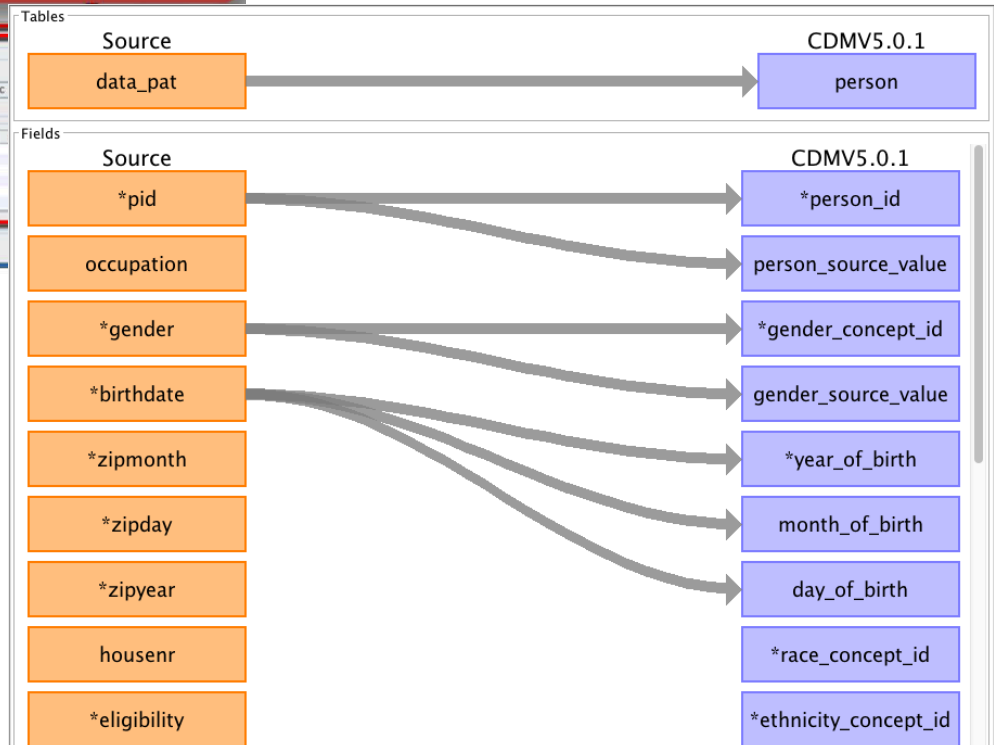 Tables
Source CDMV5.0.1
data_pat person
Fields
Source CDMV5.0.1
*pid *person_id
occupation person_source_value
*gender *gender_concept_id
*birthdate gender_source_value
*zipmonth *year_of_birth
*zipday month_of_birth
*zipyear day_of_birth
housenr *race_concept_id
*eligibility *ethnicity_concept_id